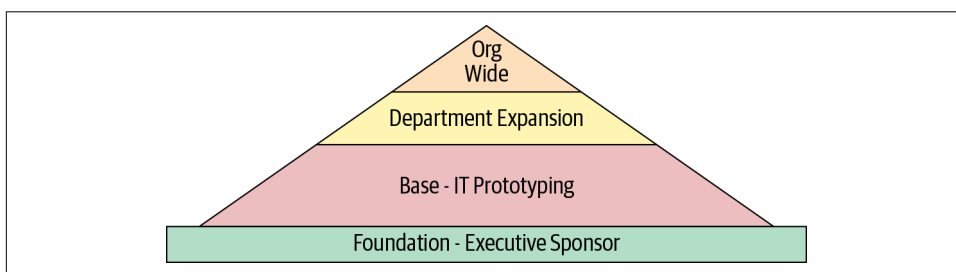 Org
Wide
Department Expansion
Base - IT Prototyping
Foundation - Executive Sponsor